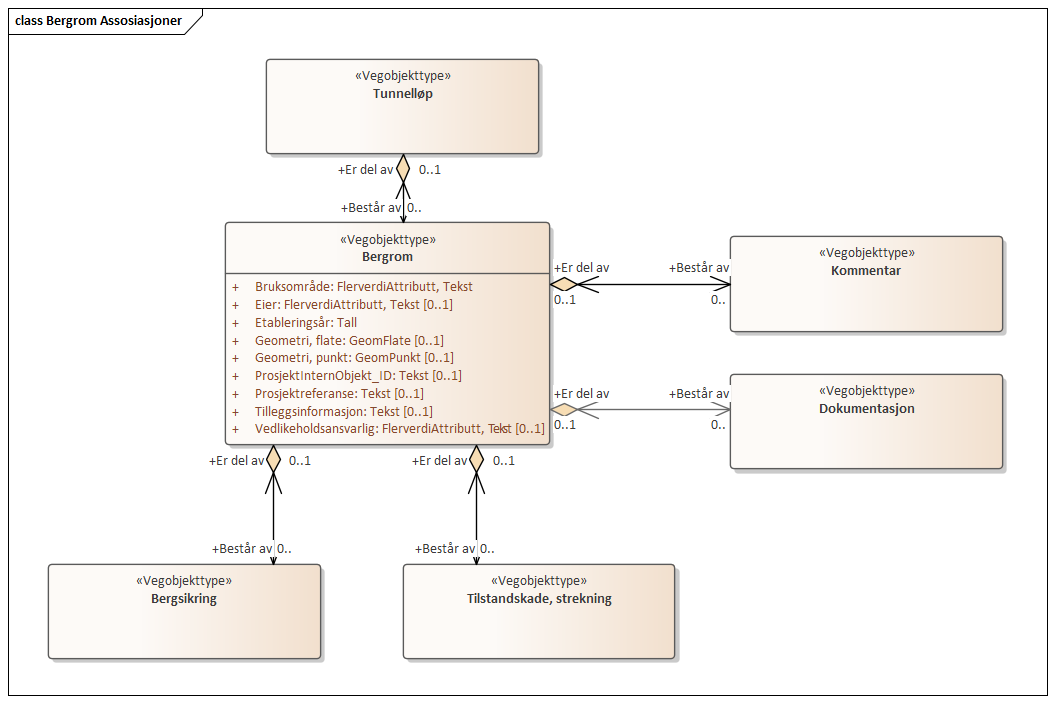 class Bergrom Assosiasjoner
«Vegobjekttype»
Tunnelløp
+Er del av 0..1
+Består av 0..
«Vegobjekttype»
Bergrom
+ Bruksområde: FlerverdiAttributt, Tekst
+ Eier: FlerverdiAttributt, Tekst [0..1]
+ Etableringsår: Tall
+ Geometri, flate: GeomFlate [0..1]
+ Geometri, punkt: GeomPunkt [0..1]
+ ProsjektInternObjekt_ID: Tekst [0..1]
+ Prosjektreferanse: Tekst [0..1]
+ Tilleggsinformasjon: Tekst [0..1]
+ Vedlikeholdsansvarlig: FlerverdiAttributt, Tekst [0..1]
+Er del av +Består av
0..1 0..
«Vegobjekttype»
Kommentar
+Er del av +Består av
0..1 0..
«Vegobjekttype»
Dokumentasjon
+Er del av 0..1
+Består av 0..
«Vegobjekttype»
Bergsikring
+Er del av 0..1
+Består av 0..
«Vegobjekttype»
Tilstandskade, strekning